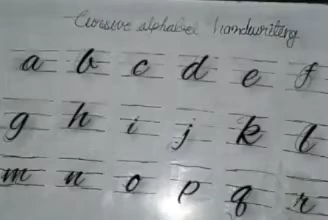 Cursive alphabet handwriting
a b c d e f
g h i j k l
m n o p q r